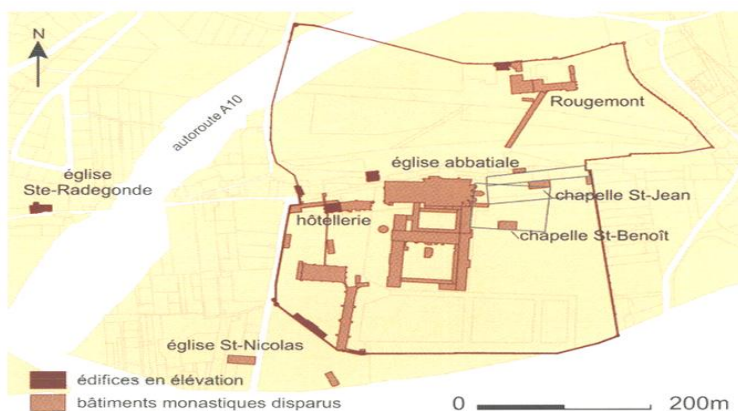 N
autoroute A10
Rougemont
église
Ste-Radegonde
église abbatiale
chapelle St-Jean
hôtellerie
chapelle St-Benoît
église St-Nicolas
édifices en élévation
bâtiments monastiques disparus
0
200m